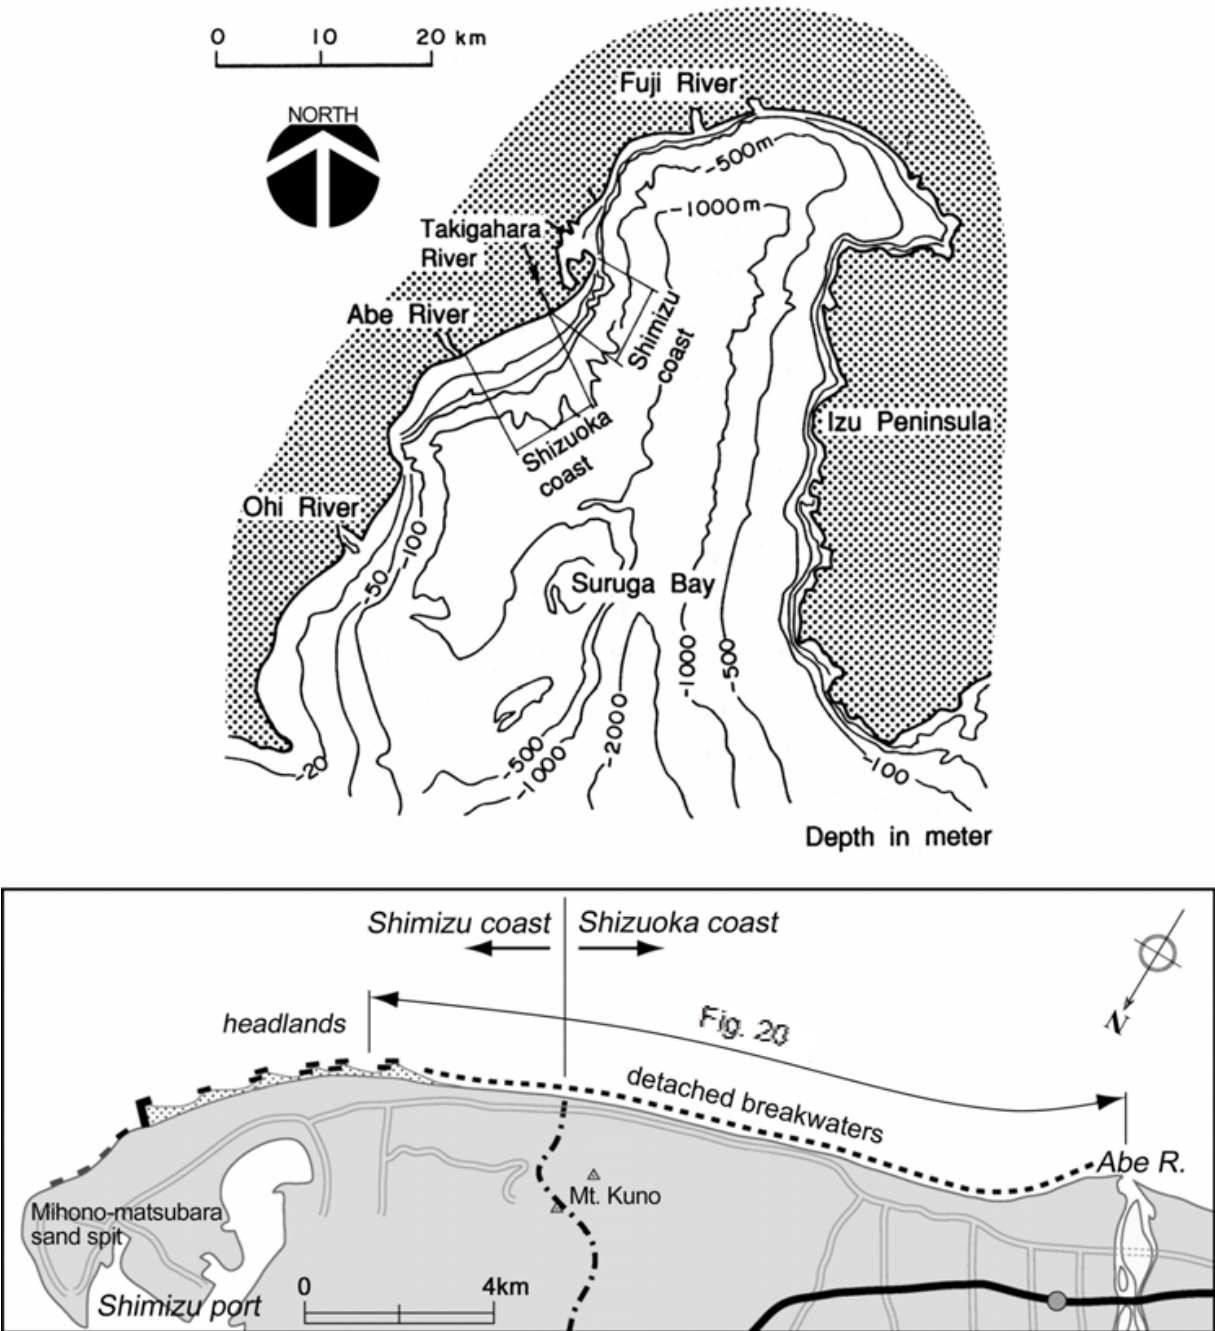 0 10 20 km
NORTH
Fuji River
-500m
-1000m
Takigahara
River
Abe River
Shimizu
coast
Izu Peninsula
Shizuoka
coast
Ohi River
-100
-50
Suruga Bay
-1000
-500
-2000
-500
-1000
-20
-100
Depth in meter
Shimizu coast
Shizuoka coast
headlands
Fig. 20
N
detached breakwaters
Abe R.
Mt. Kuno
Mihono-matsubara
sand spit
0 4km
Shimizu port